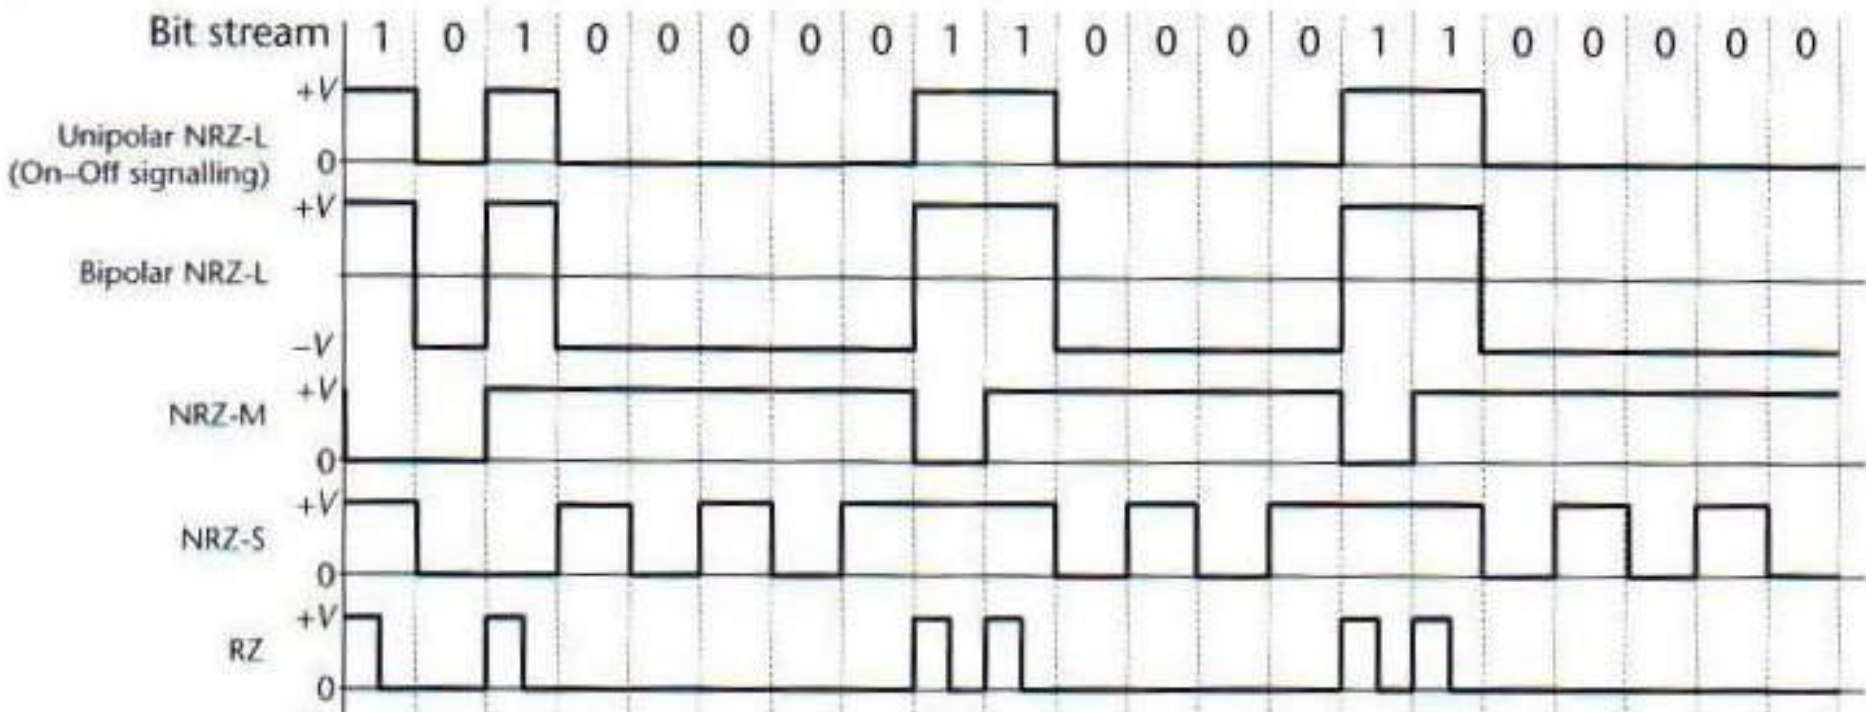 Bit stream 1 0 1 0 0 0 0 0 1 1 0 0 0 0 1 1 0 0 0 0 0
+V
Unipolar NRZ-L
(On–Off signalling)
0
+V
Bipolar NRZ-L
–V
+V
NRZ-M
0
+V
NRZ-S
0
+V
RZ
0